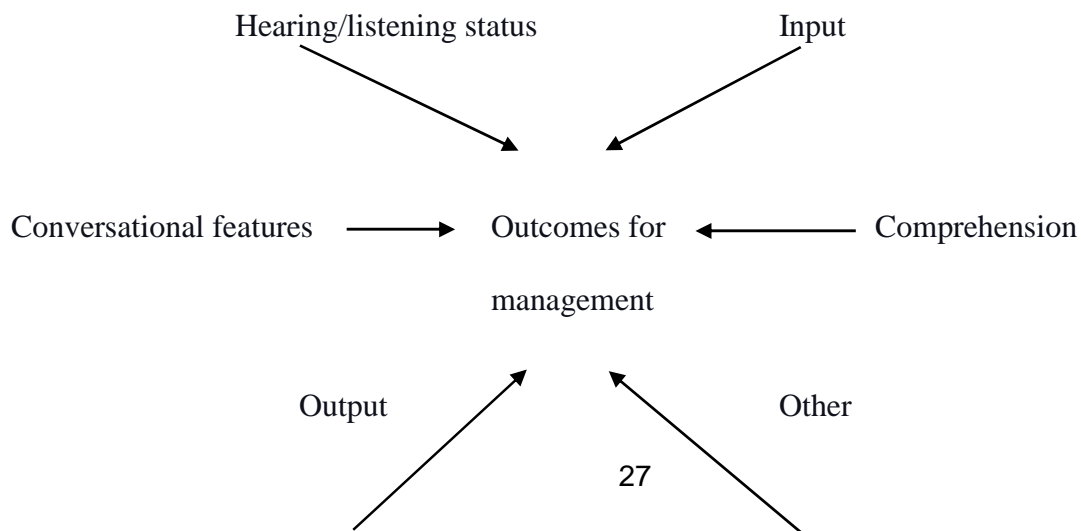 Hearing/listening status
Input
Conversational features
Outcomes for
Comprehension
management
Output
Other
27